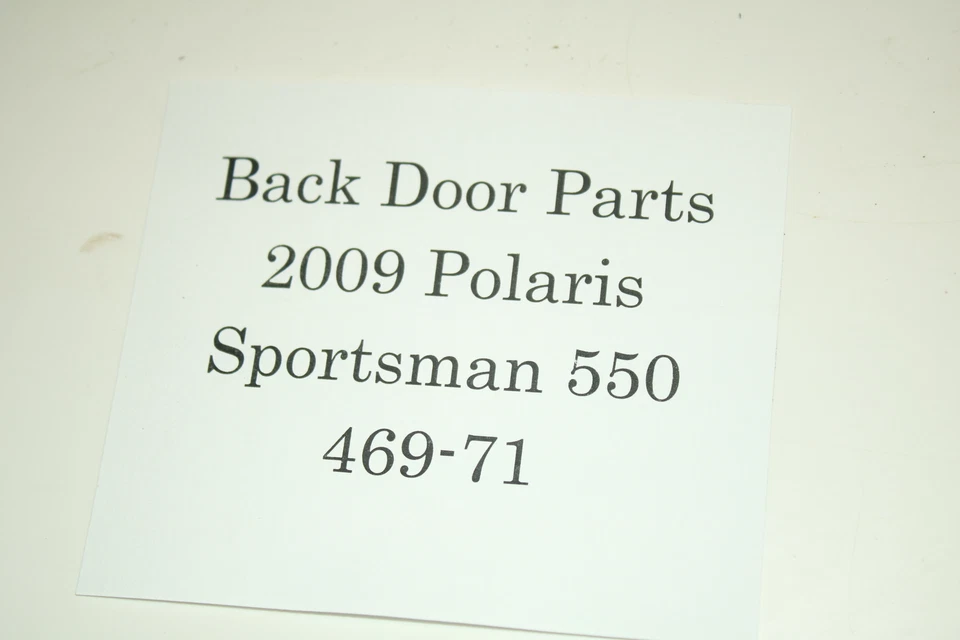 Back Door Parts
2009 Polaris
Sportsman 550
469-71